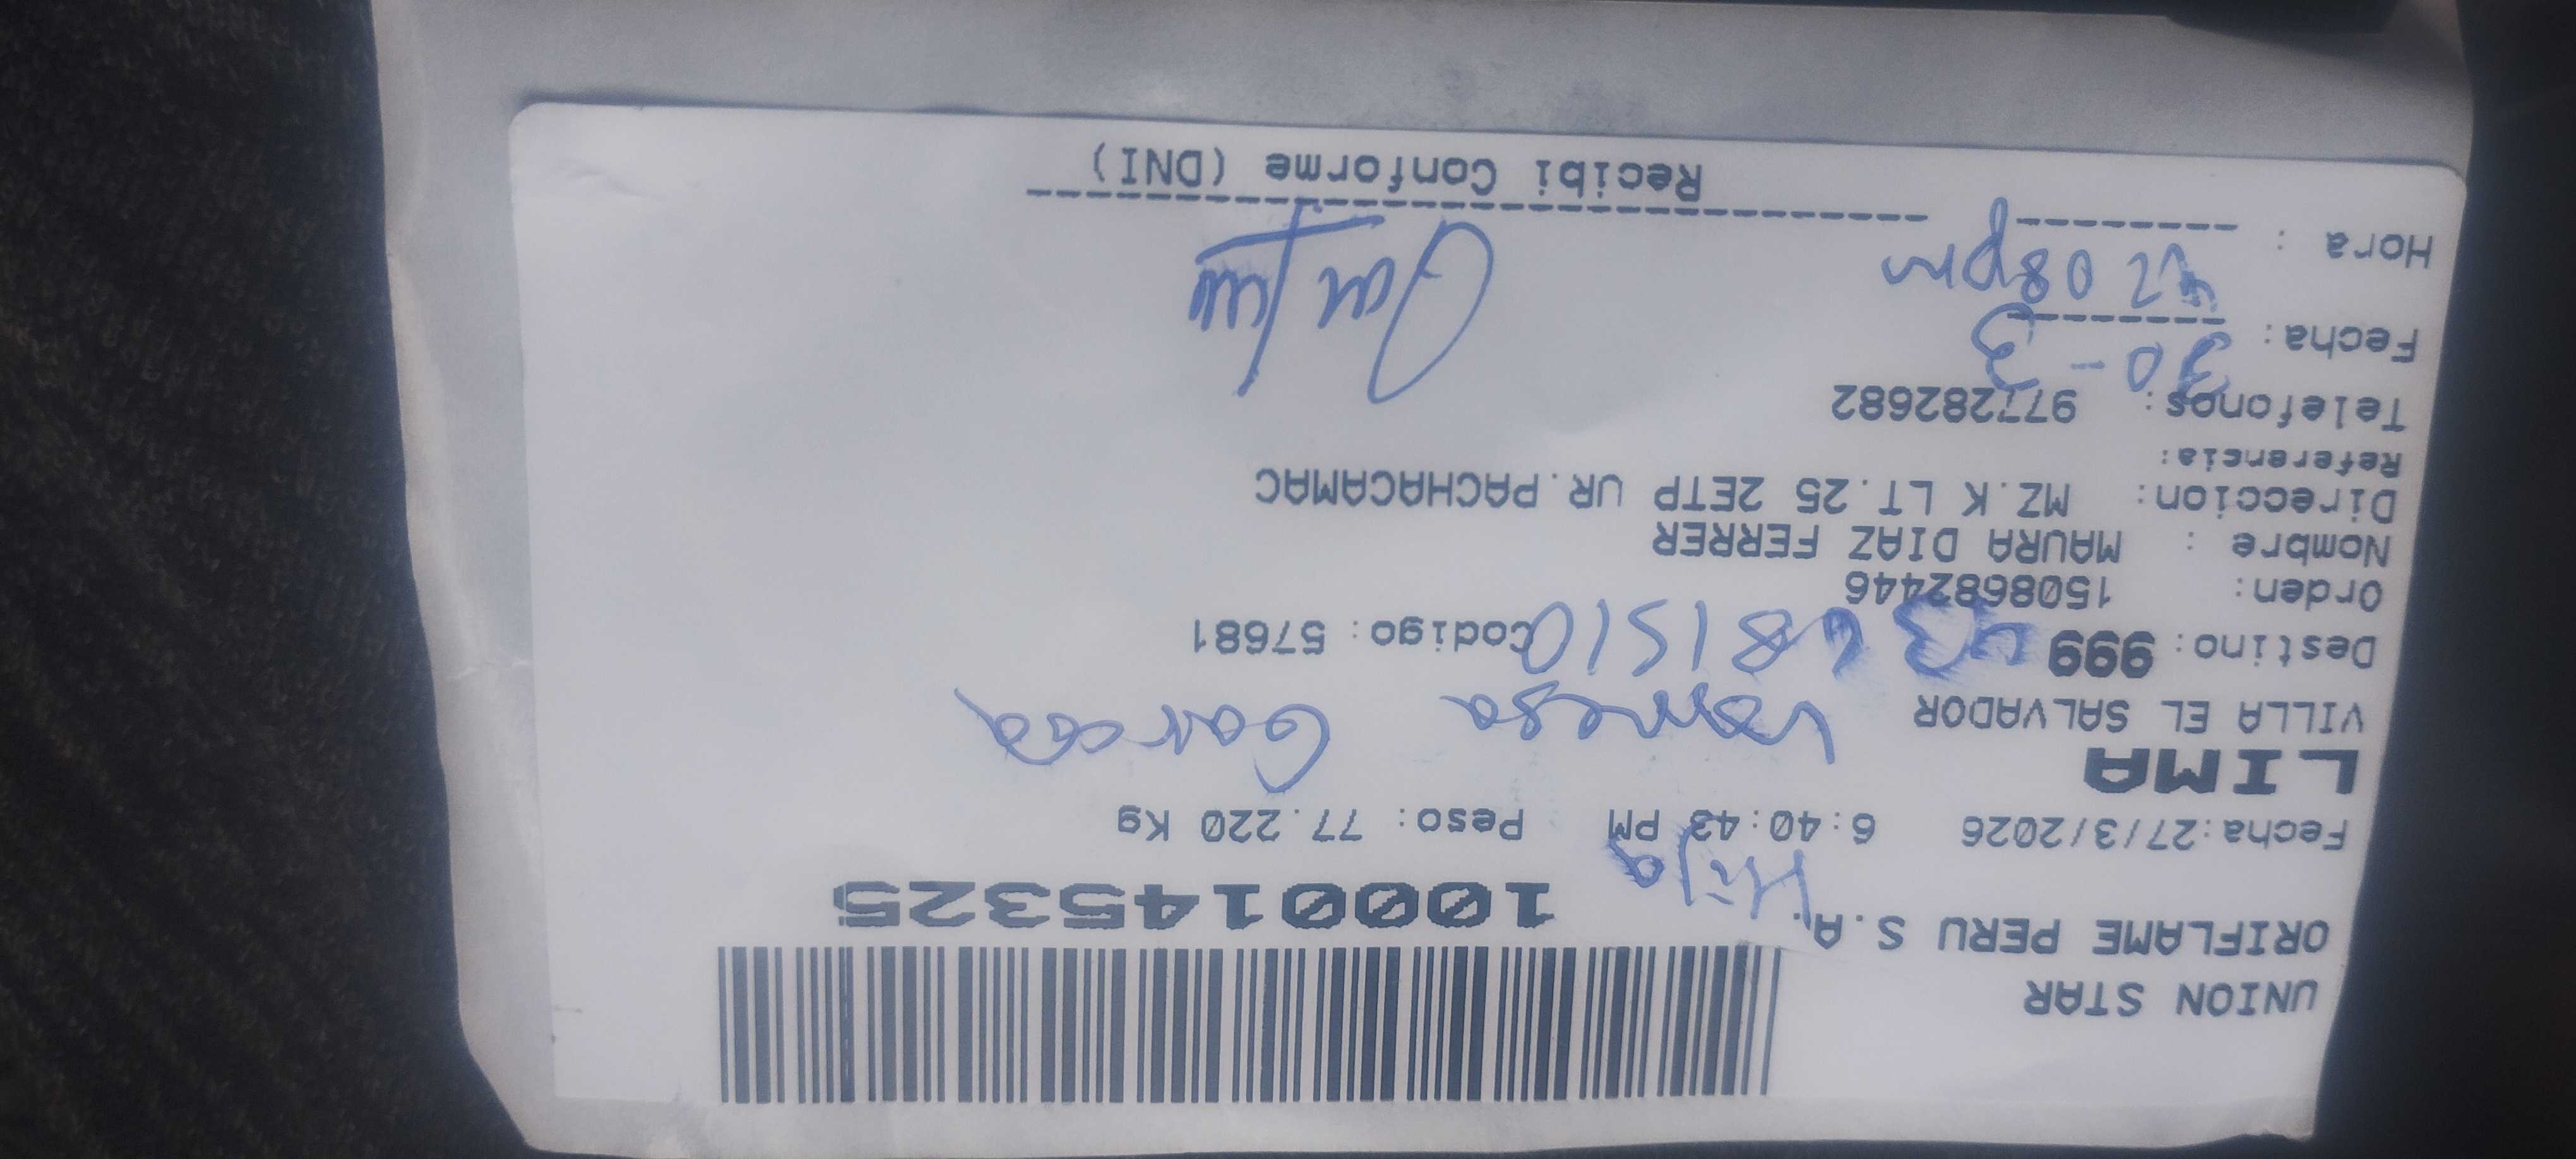 UNION STAR
ORIFLAME PERU S.A.
1000145325
Hija
Fecha:27/3/2026 6:40:43 PM Peso: 77.220 Kg
LIMA
VILLA EL SALVADOR
Vanesa Garcia
Destino: 999 Codigo: 57681
Orden: 1508682446
Nombre : MAURA DIAZ FERRER
Direccion: MZ.K LT.25 2ETP UR.PACHACAMAC
Referencia:
Telefonos: 977282682
Fecha: 30-3
Hora : 12 08pm
Recibi Conforme (DNI)